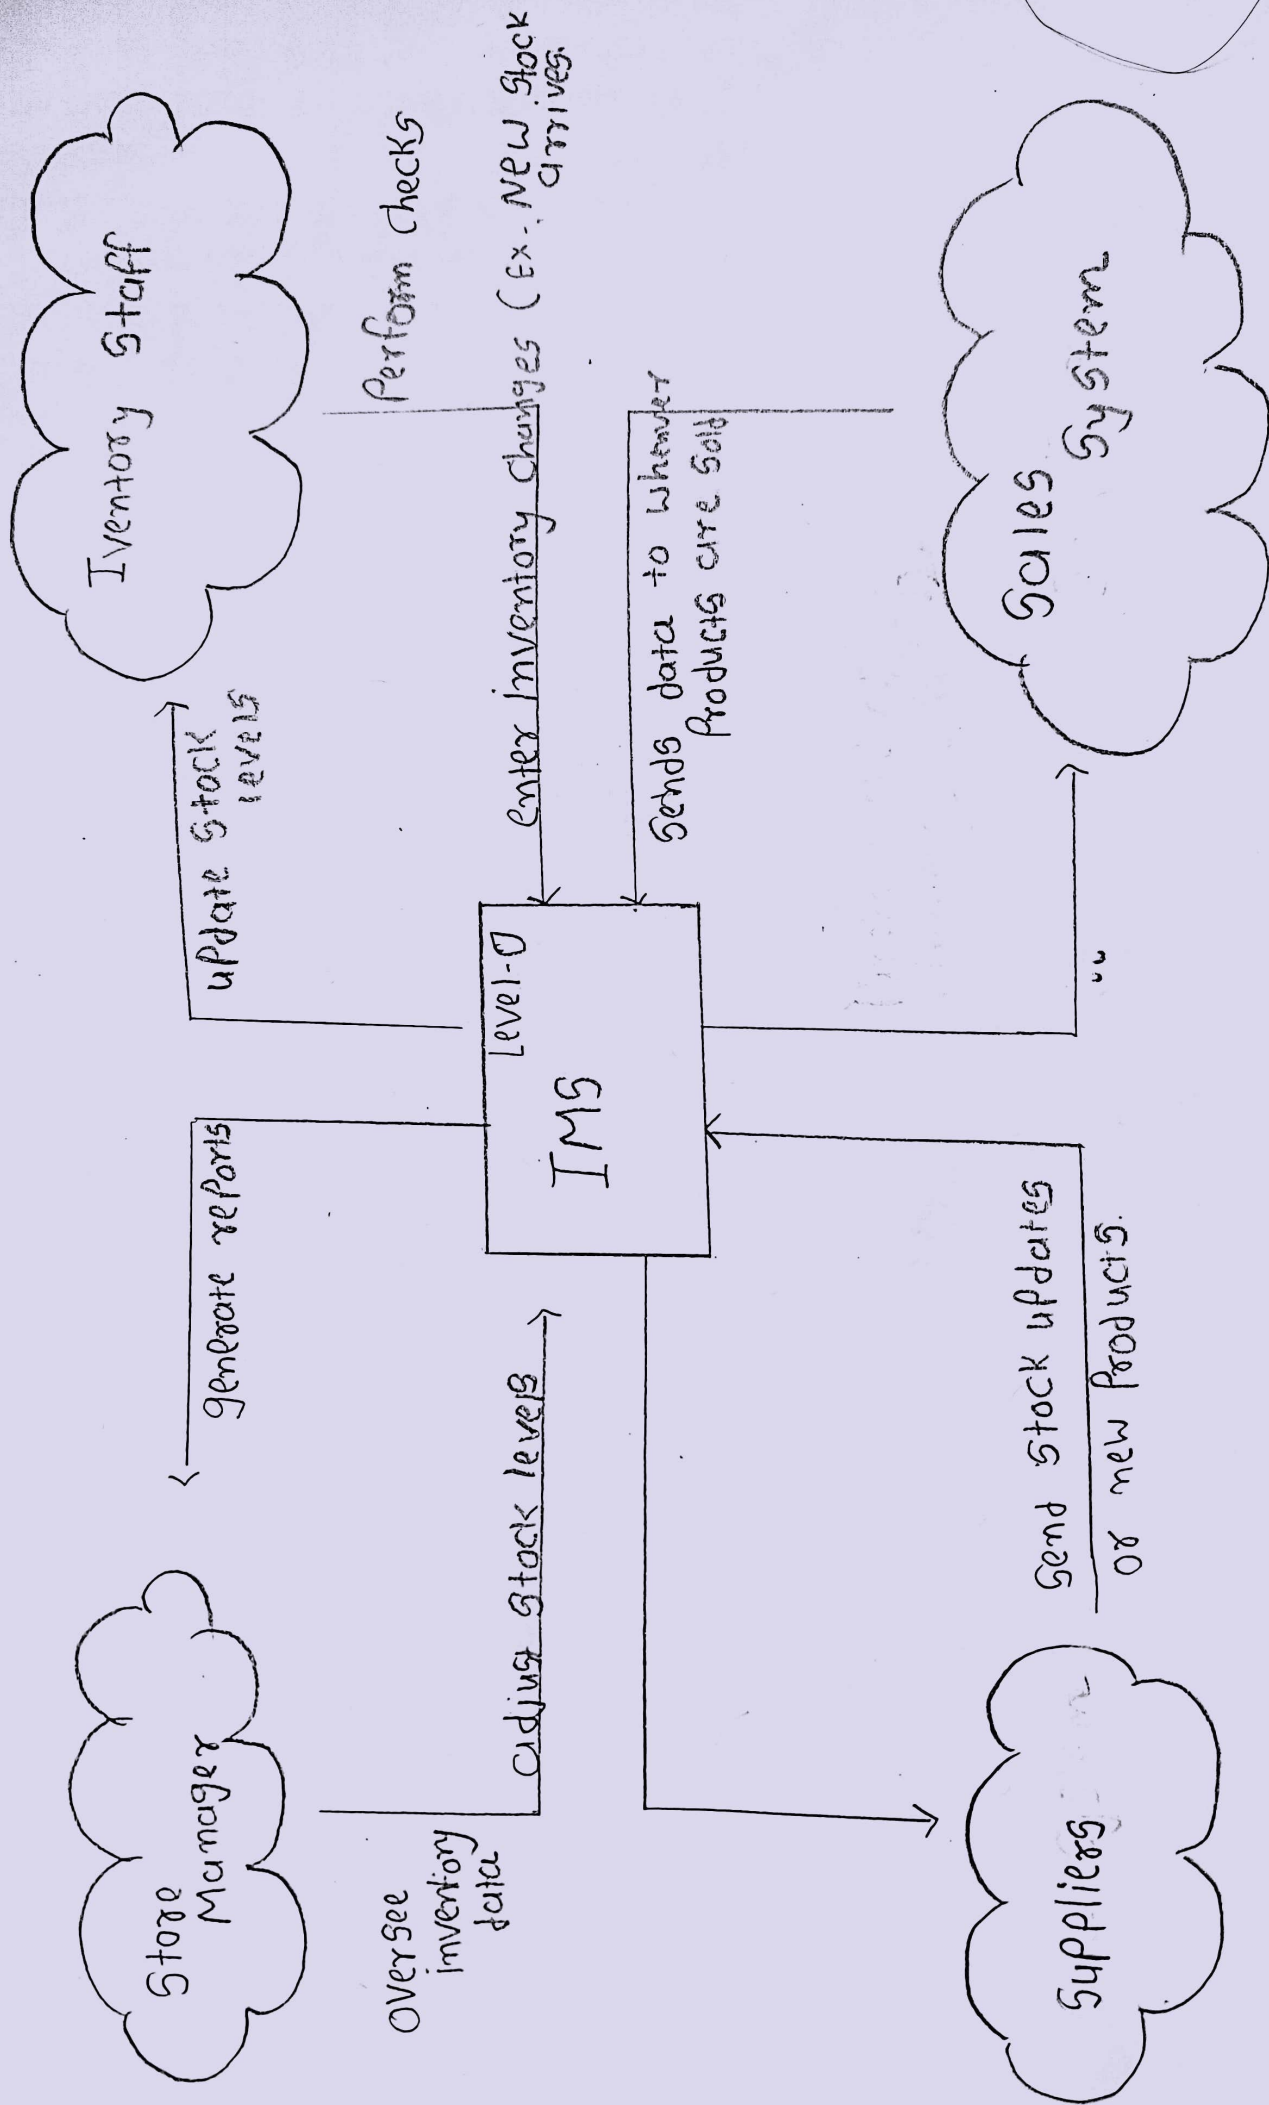 Store
Manager
generate reports
update stock
levels
Iventory Staff
oversee
inventory
data
adjust stock levels
Level-0
IMS
Perform checks
enter inventory changes (Ex-. New stock
arrives.
Sends data to whenver
Products are sold
Suppliers
Send stock updates
or new Products.
Sales
System